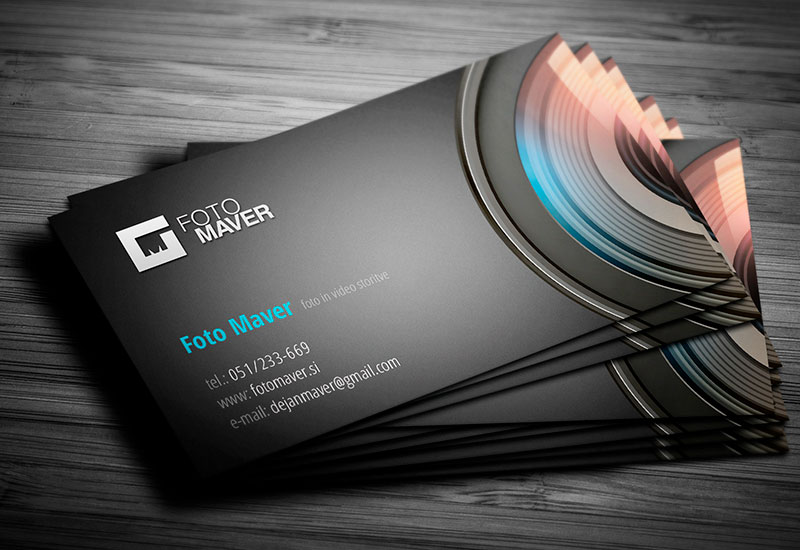 FOTO
MAVER
Foto Maver foto in video storitve
tel.: 051/233-669
www: fotomaver.si
e-mail: dejanmaver@gmail.com